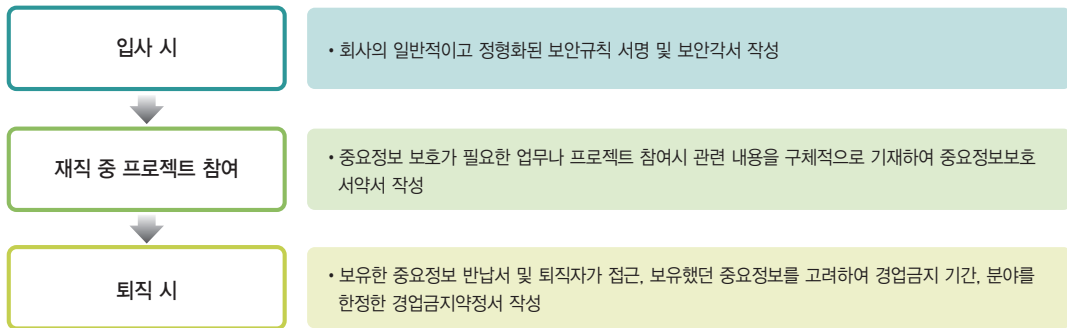 입사 시
• 회사의 일반적이고 정형화된 보안규칙 서명 및 보안각서 작성
재직 중 프로젝트 참여
• 중요정보 보호가 필요한 업무나 프로젝트 참여시 관련 내용을 구체적으로 기재하여 중요정보보호
서약서 작성
퇴직 시
• 보유한 중요정보 반납서 및 퇴직자가 접근, 보유했던 중요정보를 고려하여 경업금지 기간, 분야를
한정한 경업금지약정서 작성